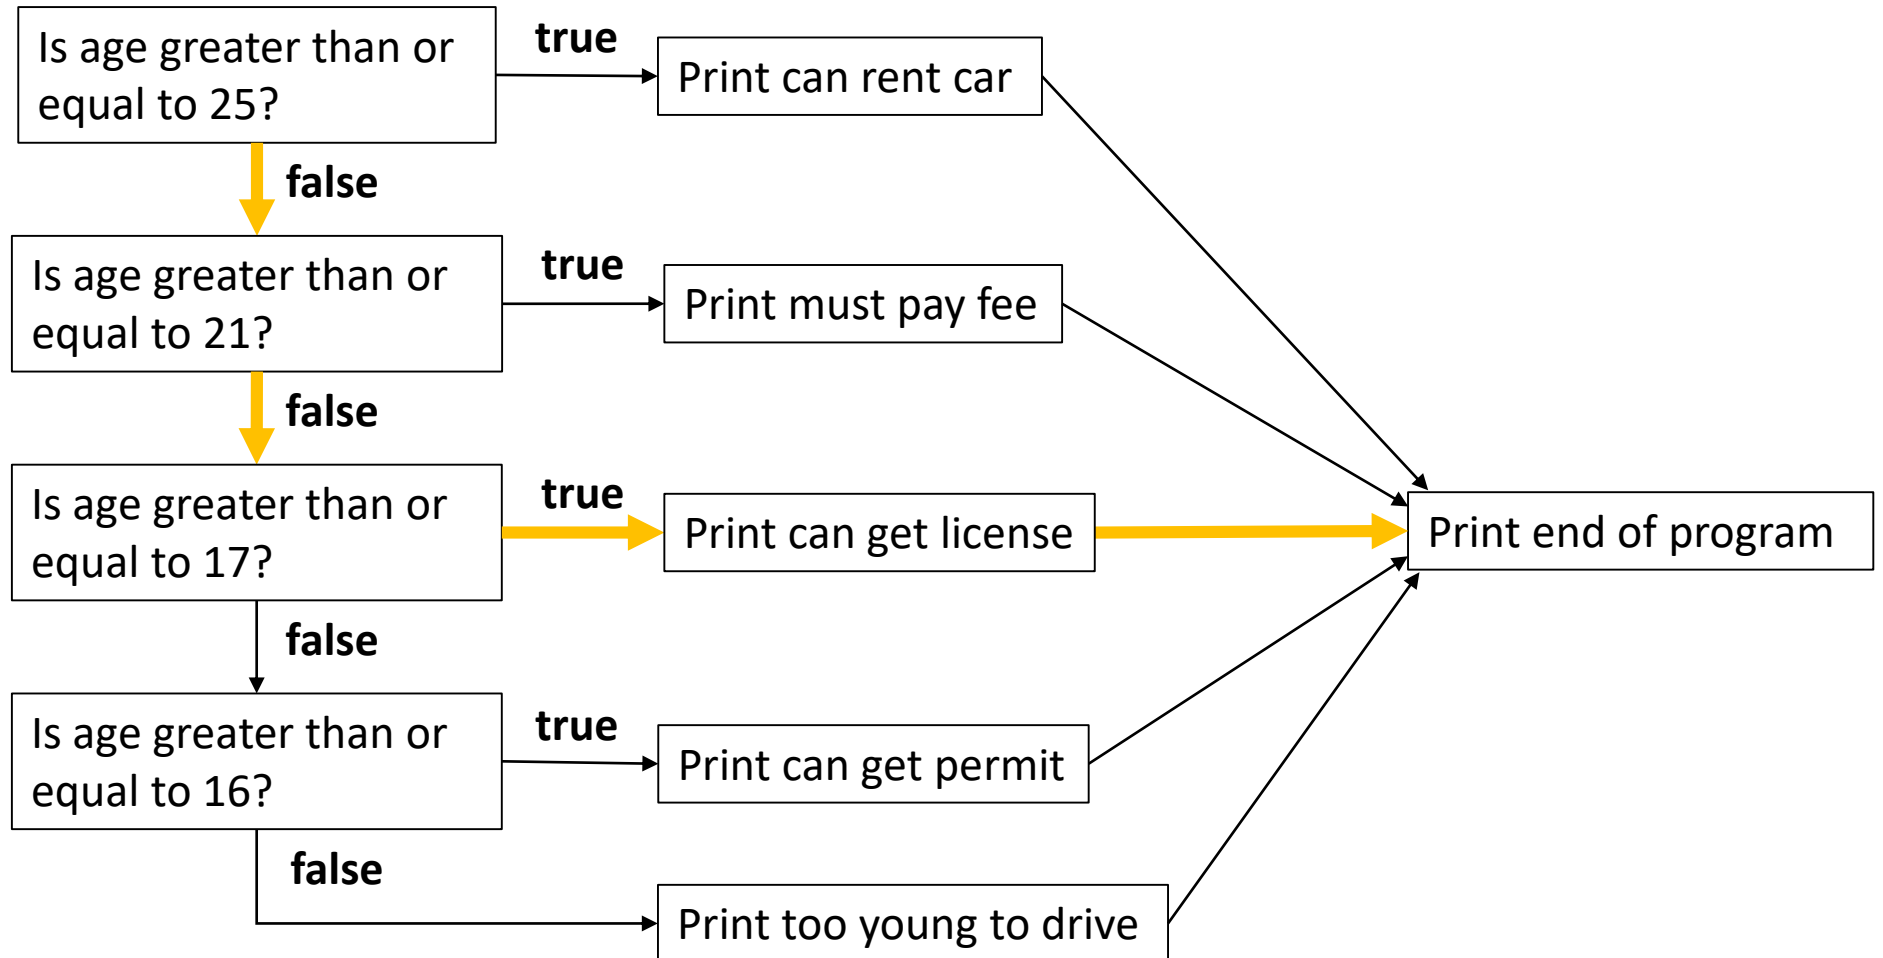 Is age greater than or
equal to 25?
true
Print can rent car
false
Is age greater than or
equal to 21?
true
Print must pay fee
false
Is age greater than or
equal to 17?
true
Print can get license
Print end of program
false
Is age greater than or
equal to 16?
true
Print can get permit
false
Print too young to drive